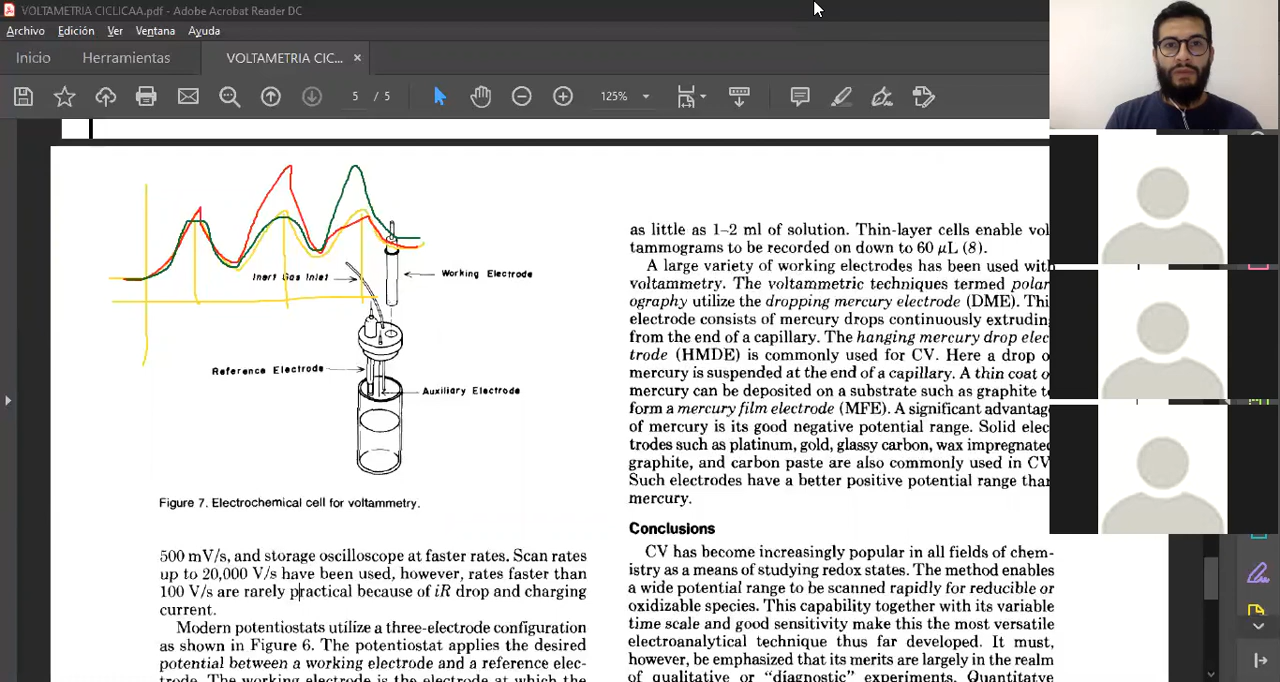 VOLTAMETRIA CICLICAA.pdf - Adobe Acrobat Reader DC
Archivo Edición Ver Ventana Ayuda
Inicio Herramientas VOLTAMETRIA CIC... ×
5 / 5 125%
Inert Gas Inlet
Working Electrode
Reference Electrode
Auxiliary Electrode
Figure 7. Electrochemical cell for voltammetry.
500 mV/s, and storage oscilloscope at faster rates. Scan rates
up to 20,000 V/s have been used, however, rates faster than
100 V/s are rarely practical because of iR drop and charging
current.
Modern potentiostats utilize a three-electrode configuration
as shown in Figure 6. The potentiostat applies the desired
potential between a working electrode and a reference elec-
trode. The working electrode is the electrode at which the
as little as 1–2 ml of solution. Thin-layer cells enable vol
tammograms to be recorded on down to 60 μL (8).
A large variety of working electrodes has been used with
voltammetry. The voltammetric techniques termed polar
ography utilize the dropping mercury electrode (DME). Thi
electrode consists of mercury drops continuously extrudin
from the end of a capillary. The hanging mercury drop elec
trode (HMDE) is commonly used for CV. Here a drop o
mercury is suspended at the end of a capillary. A thin coat o
mercury can be deposited on a substrate such as graphite t
form a mercury film electrode (MFE). A significant advantage
of mercury is its good negative potential range. Solid elec
trodes such as platinum, gold, glassy carbon, wax impregnated
graphite, and carbon paste are also commonly used in CV
Such electrodes have a better positive potential range than
mercury.
Conclusions
CV has become increasingly popular in all fields of chem-
istry as a means of studying redox states. The method enables
a wide potential range to be scanned rapidly for reducible or
oxidizable species. This capability together with its variable
time scale and good sensitivity make this the most versatile
electroanalytical technique thus far developed. It must,
however, be emphasized that its merits are largely in the realm
of qualitative or "diagnostic" experiments. Quantitative